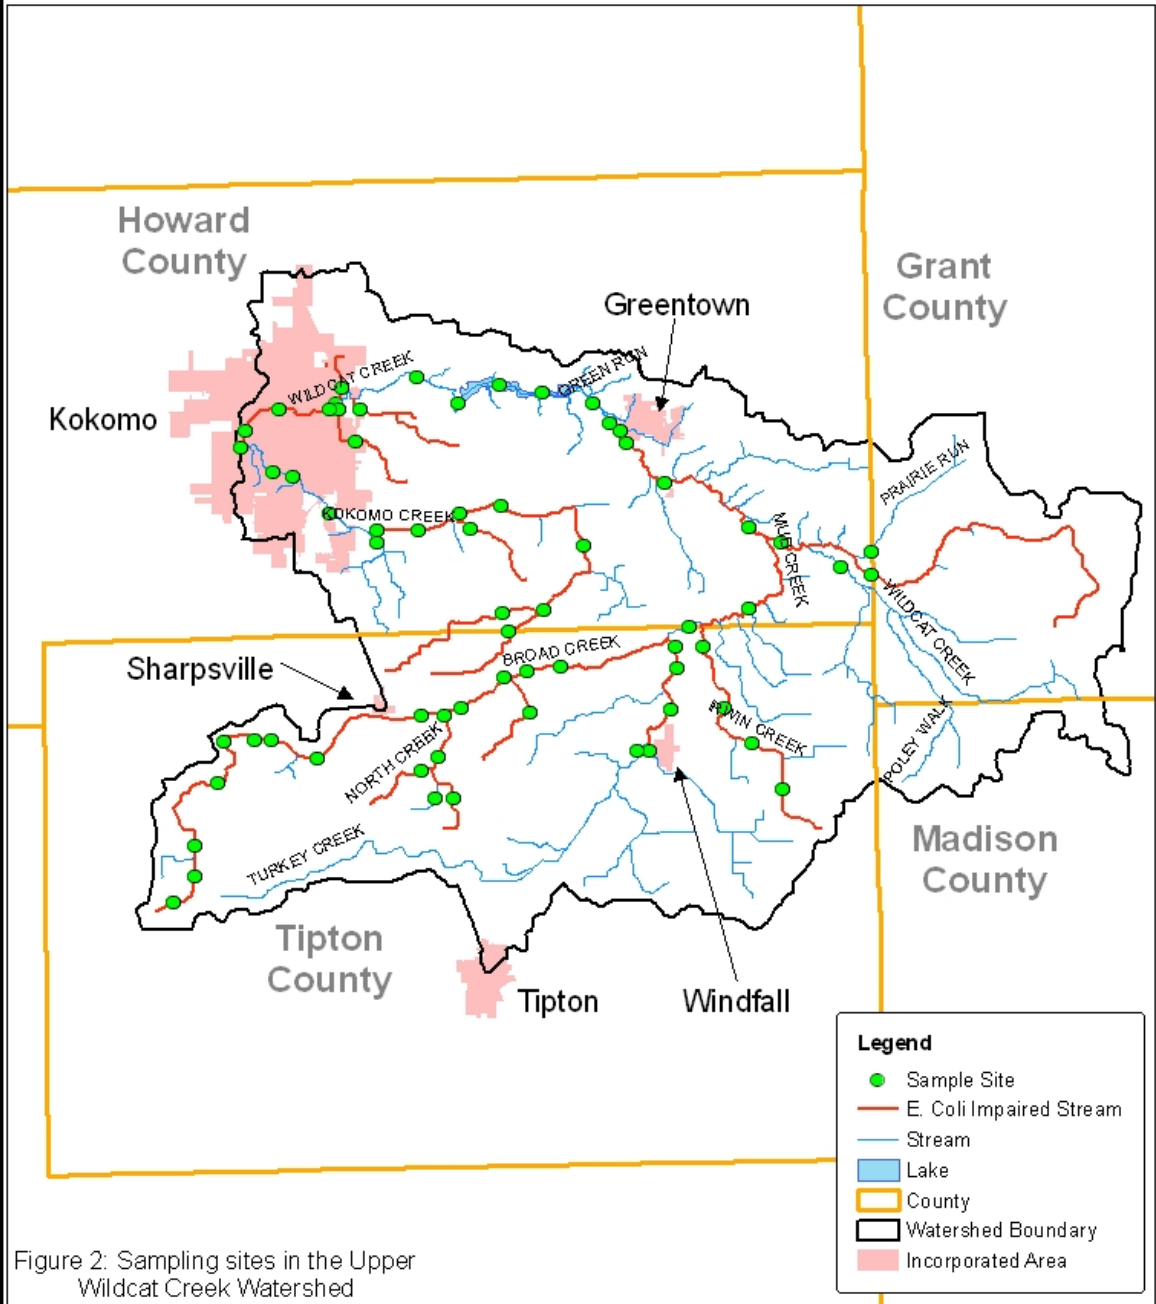 Howard
County
Grant
County
Greentown
GREEN RUN
WILDCAT CREEK
Kokomo
PRAIRIE RUN
KOKOMO CREEK
MUD CREEK
WILDCAT CREEK
BROAD CREEK
Sharpsville
IRWIN CREEK
POLEY WALK
NORTH CREEK
TURKEY CREEK
Madison
County
Tipton
County
Tipton
Windfall
Legend
Sample Site
E. Coli Impaired Stream
Stream
Lake
County
Watershed Boundary
Incorporated Area
Figure 2: Sampling sites in the Upper
Wildcat Creek Watershed